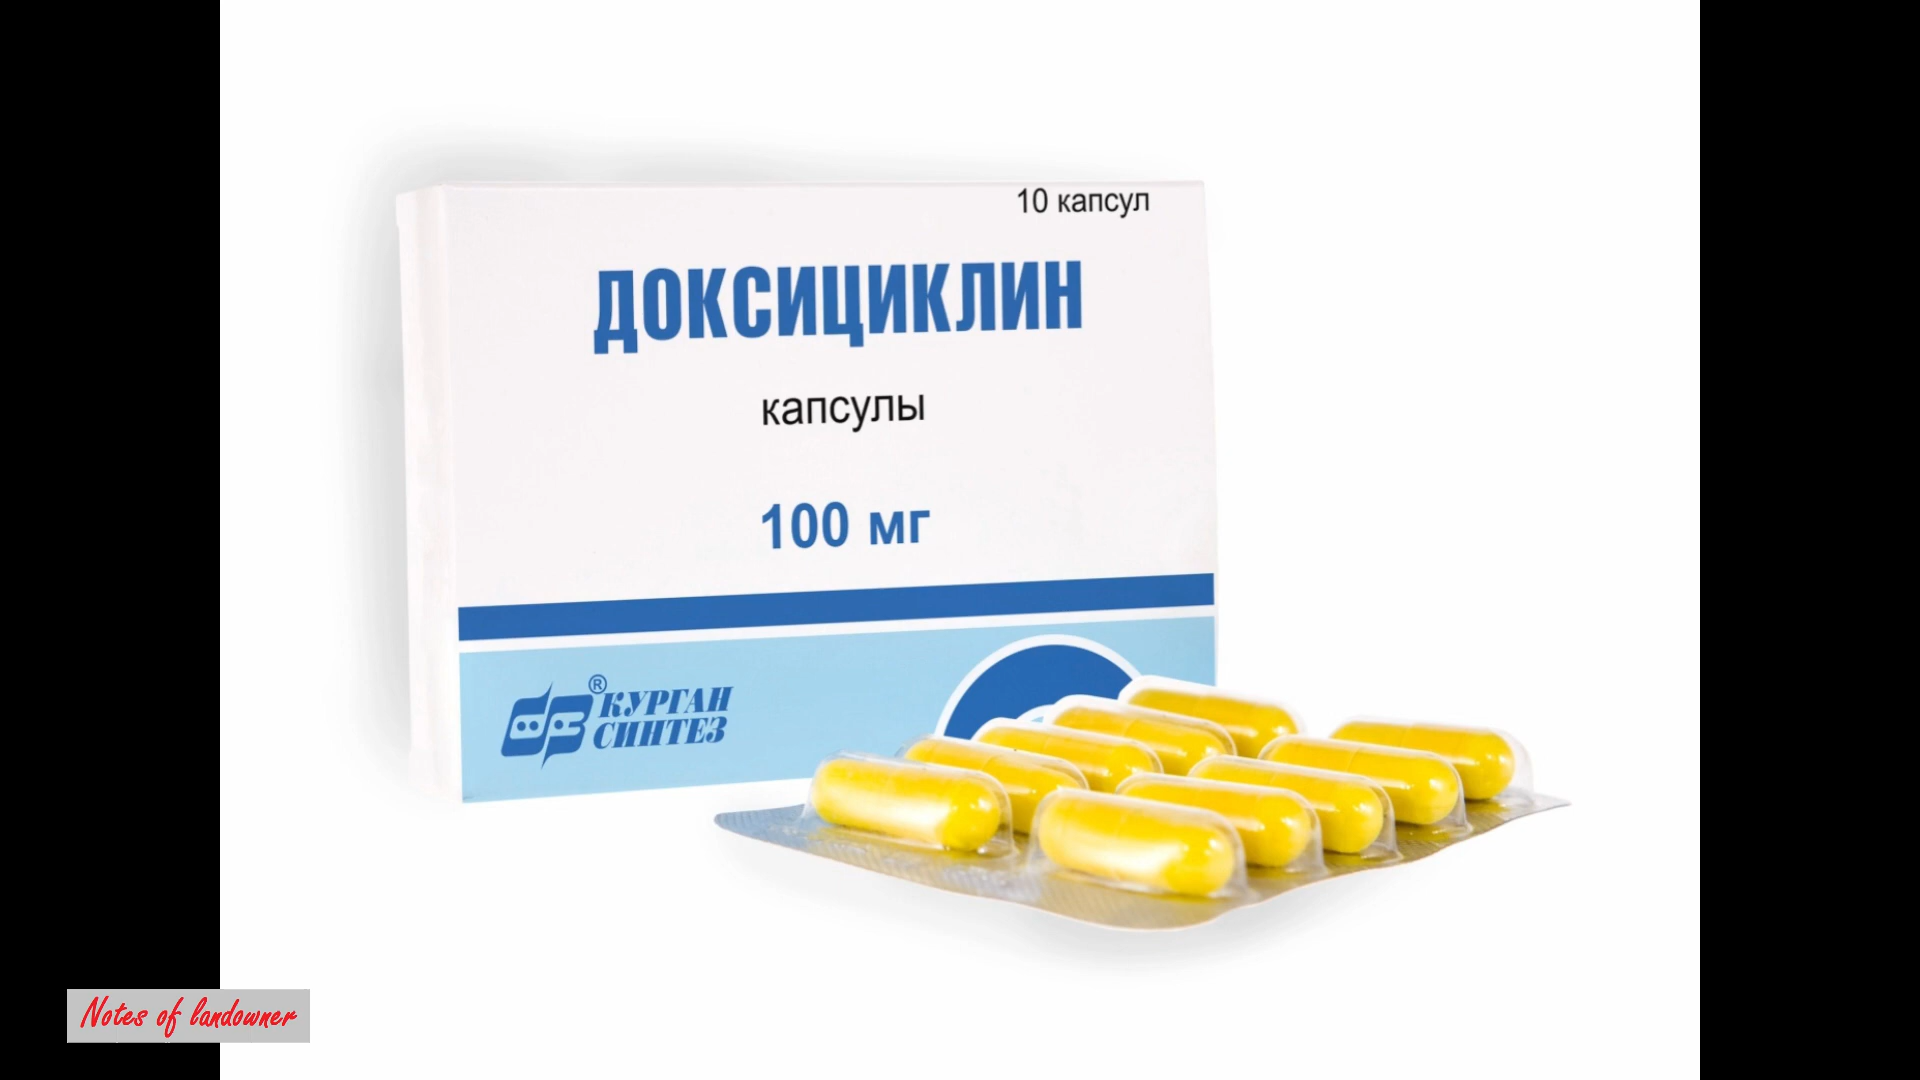 10 капсул
ДОКСИЦИКЛИН
капсулы
100 мг
® КУРГАН
СИНТЕЗ
Notes of landowner